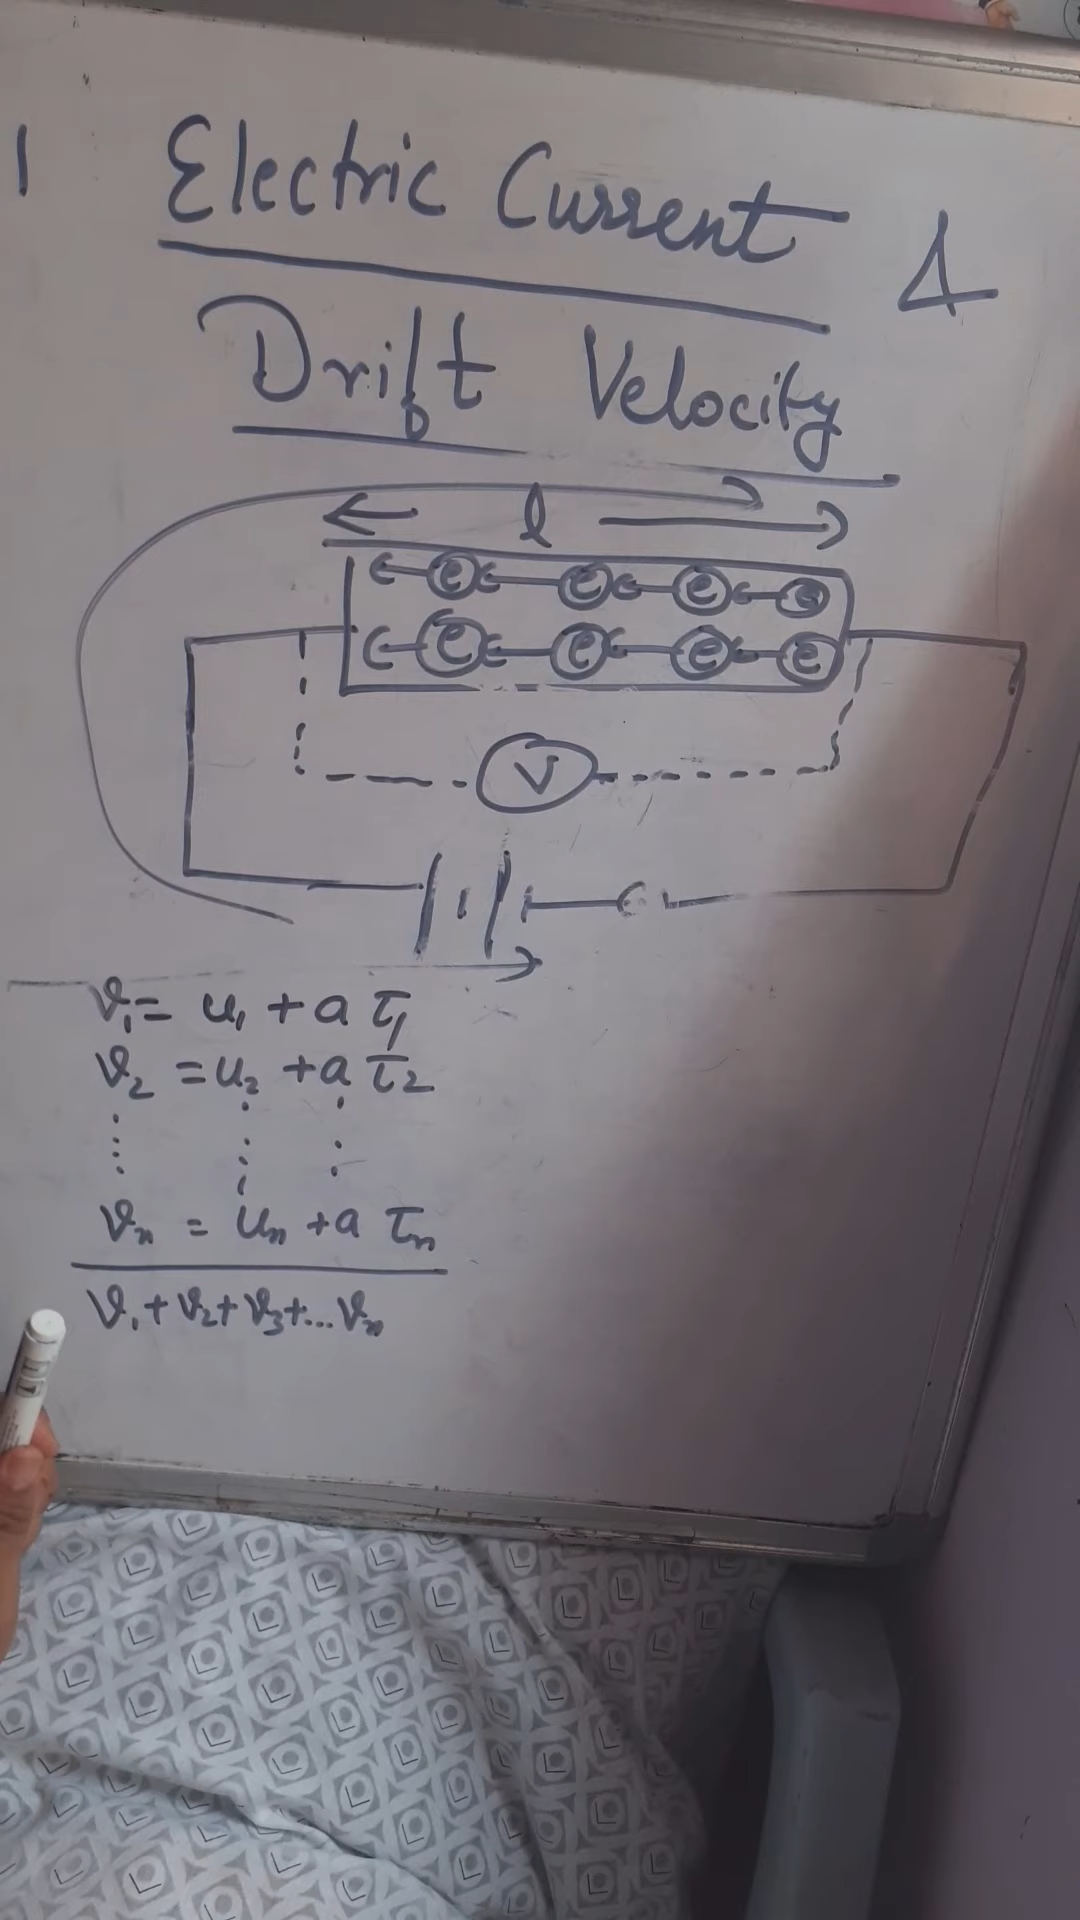 1 Electric Current 4
Drift Velocity
l
e e e e
e e e e
V
v₁ = u₁ + a τ₁
v₂ = u₂ + a τ₂
vₙ = uₙ + a τₙ
v₁ + v₂ + v₃ + ... vₙ